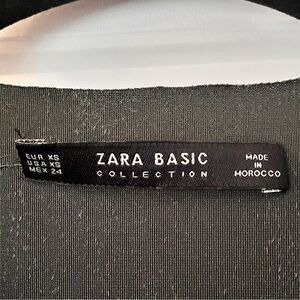 EUR XS
USA XS
MEX 24
ZARA BASIC
COLLECTION
MADE
IN
MOROCCO